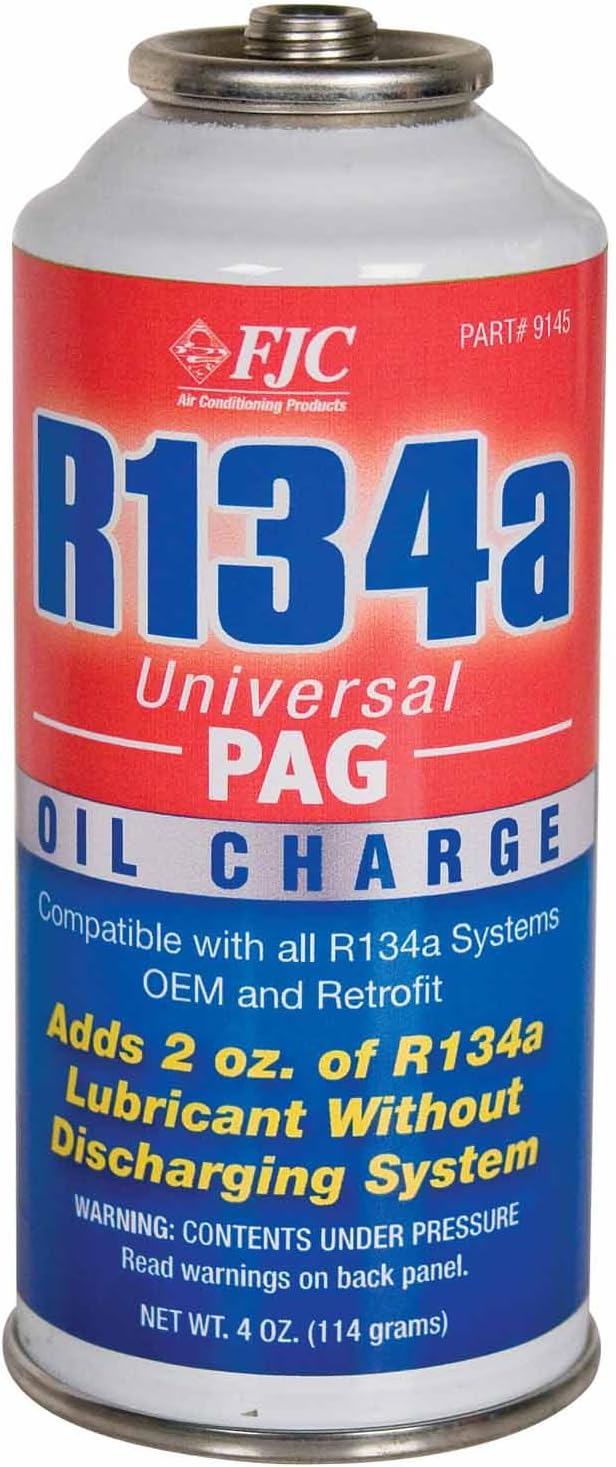 FJC
PART# 9145
Air Conditioning Products
R134a
Universal
PAG
OIL CHARGE
Compatible with all R134a Systems
OEM and Retrofit
Adds 2 oz. of R134a
Lubricant Without
Discharging System
WARNING: CONTENTS UNDER PRESSURE
Read warnings on back panel.
NET WT. 4 OZ. (114 grams)